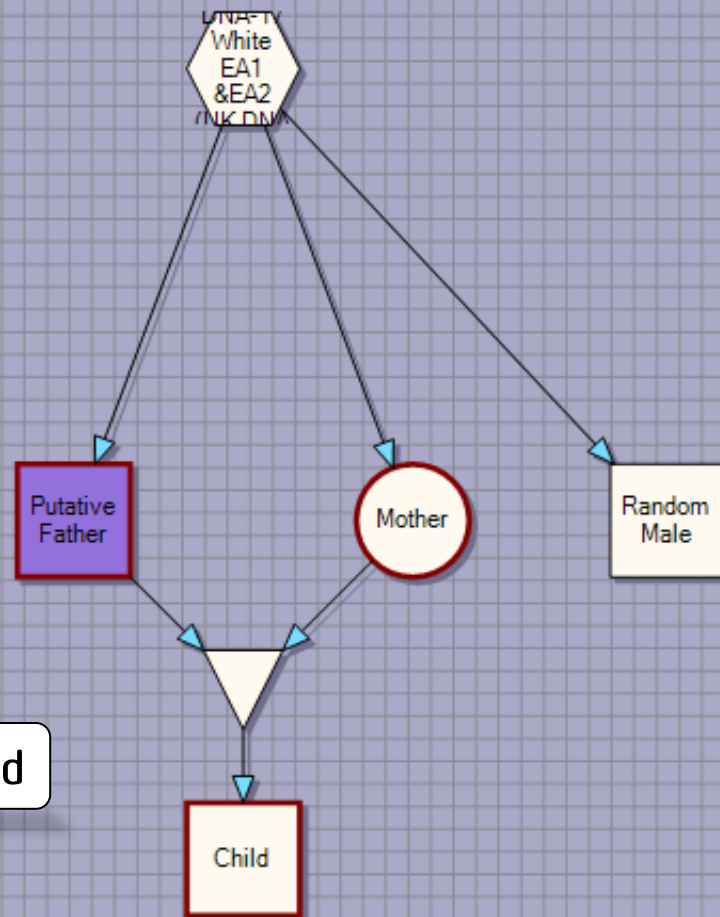 White
EA1
&EA2
Putative
Father
Mother
Random
Male
d
Child